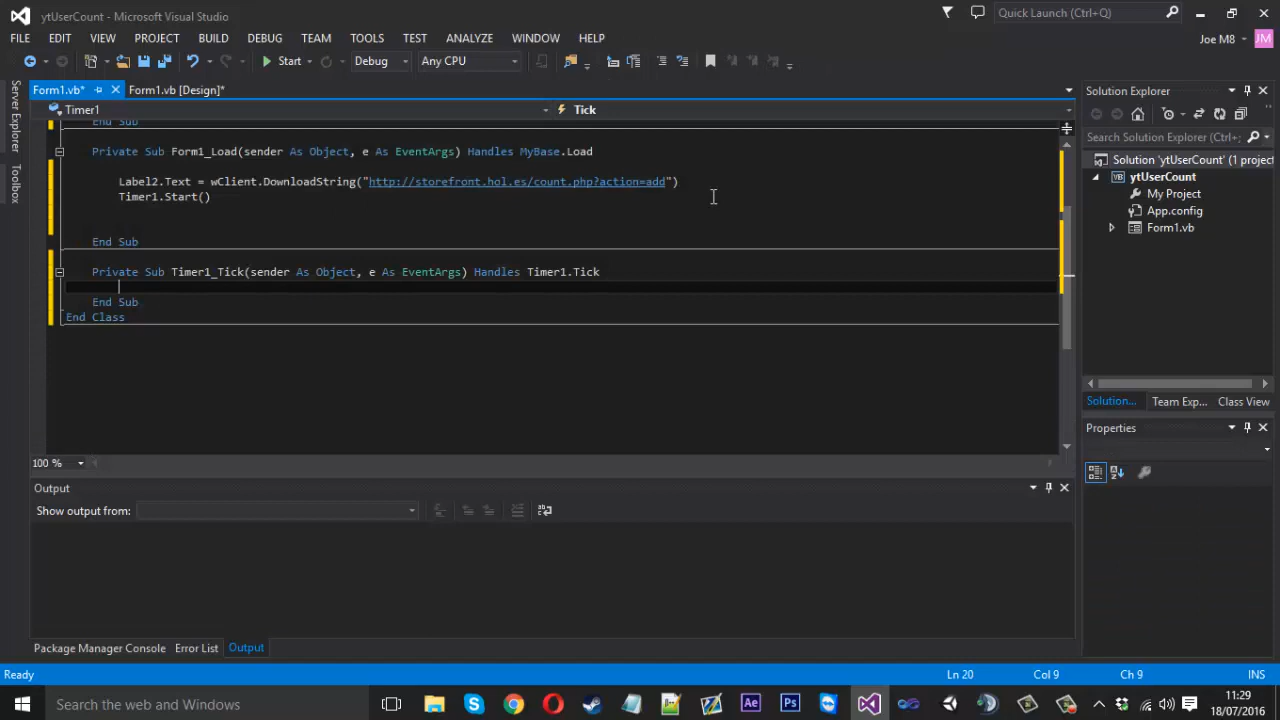 ytUserCount - Microsoft Visual Studio
Quick Launch (Ctrl+Q)
FILE EDIT VIEW PROJECT BUILD DEBUG TEAM TOOLS TEST ANALYZE WINDOW HELP
Joe M8 JM
Start Debug Any CPU
Form1.vb* Form1.vb [Design]*
Timer1 Tick
End Sub
Private Sub Form1_Load(sender As Object, e As EventArgs) Handles MyBase.Load
Label2.Text = wClient.DownloadString("http://storefront.hol.es/count.php?action=add")
Timer1.Start()
End Sub
Private Sub Timer1_Tick(sender As Object, e As EventArgs) Handles Timer1.Tick
End Sub
End Class
100 %
Server Explorer
Toolbox
Solution Explorer
Search Solution Explorer (Ctrl+;
Solution 'ytUserCount' (1 project
VB ytUserCount
My Project
App.config
Form1.vb
Solution... Team Exp... Class View
Properties
Output
Show output from:
Package Manager Console Error List Output
Ready Ln 20 Col 9 Ch 9 INS
Search the web and Windows
Ae Ps
11:29
18/07/2016